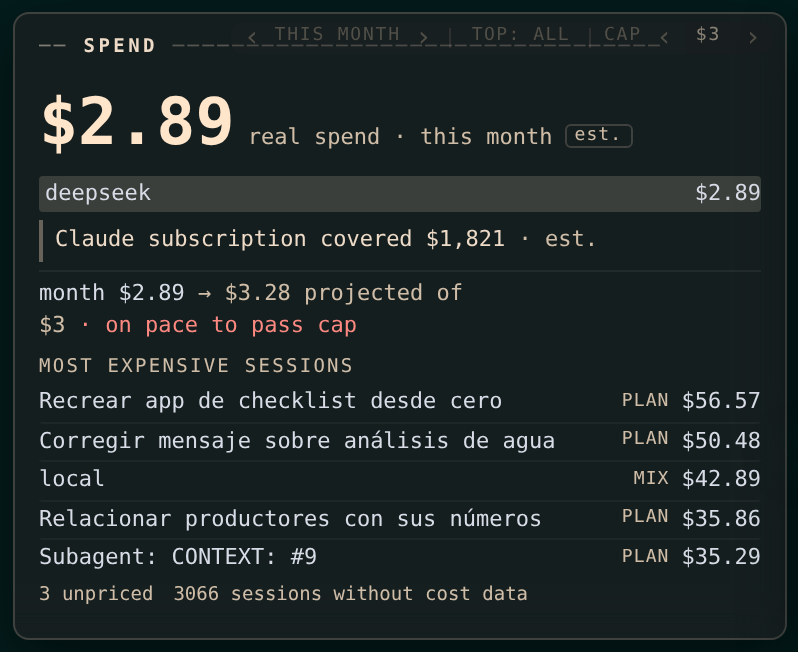 SPEND
‹ THIS MONTH › | TOP: ALL | CAP ‹ $3 ›
$2.89 real spend · this month est.
deepseek $2.89
Claude subscription covered $1,821 · est.
month $2.89 → $3.28 projected of
$3 · on pace to pass cap
MOST EXPENSIVE SESSIONS
Recrear app de checklist desde cero PLAN $56.57
Corregir mensaje sobre análisis de agua PLAN $50.48
local MIX $42.89
Relacionar productores con sus números PLAN $35.86
Subagent: CONTEXT: #9 PLAN $35.29
3 unpriced 3066 sessions without cost data